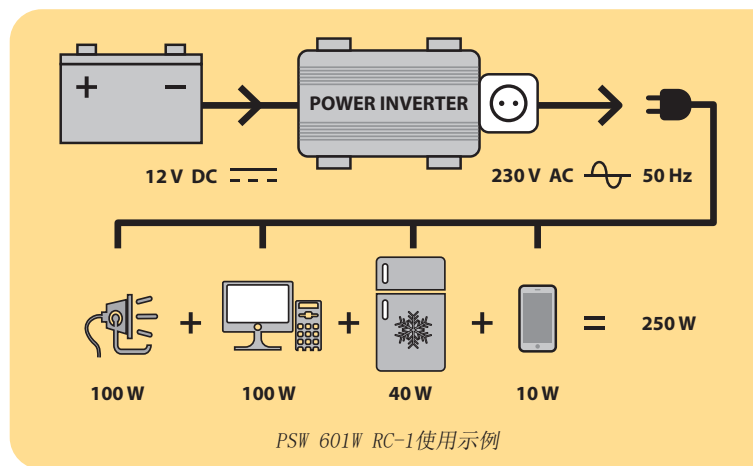 + −
POWER INVERTER
12 V DC
230 V AC 50 Hz
+ + + = 250 W
100 W 100 W 40 W 10 W
PSW 601W RC-1使用示例